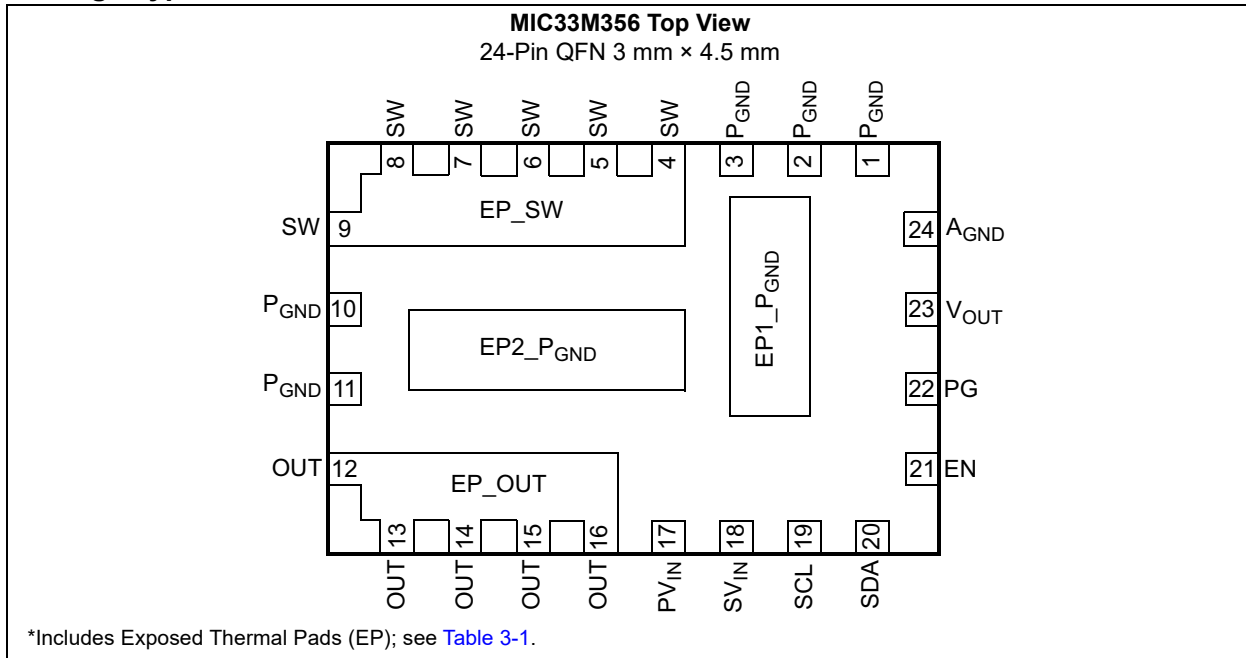 MIC33M356 Top View
24-Pin QFN 3 mm × 4.5 mm
SW SW SW SW SW PGND PGND PGND
8 7 6 5 4 3 2 1
EP_SW
SW 9
24 AGND
PGND 10
23 VOUT
EP1_PGND
EP2_PGND
PGND 11
22 PG
OUT 12
21 EN
EP_OUT
13 14 15 16 17 18 19 20
OUT OUT OUT OUT PVIN SVIN SCL SDA
*Includes Exposed Thermal Pads (EP); see Table 3-1.